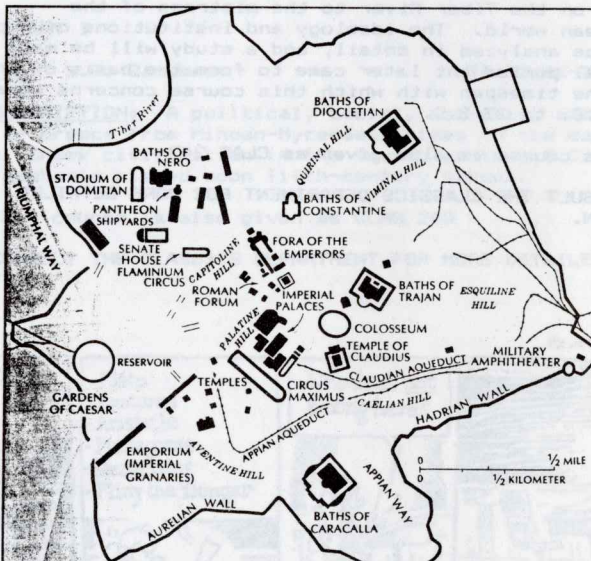 Tiber River
TRIUMPHAL WAY
BATHS OF
DIOCLETIAN
QUIRINAL HILL
VIMINAL HILL
BATHS OF
NERO
STADIUM OF
DOMITIAN
PANTHEON
SHIPYARDS
BATHS OF
CONSTANTINE
SENATE
HOUSE
FLAMINIUM
CIRCUS
CAPITOLINE
HILL
FORA OF THE
EMPERORS
ROMAN
FORUM
IMPERIAL
PALACES
BATHS OF
TRAJAN
ESQUILINE
HILL
PALATINE
HILL
COLOSSEUM
TEMPLE OF
CLAUDIUS
MILITARY
AMPHITHEATER
CLAUDIAN AQUEDUCT
RESERVOIR
TEMPLES
CIRCUS
MAXIMUS
CAELIAN HILL
HADRIAN WALL
GARDENS
OF CAESAR
APPIAN AQUEDUCT
EMPORIUM
(IMPERIAL
GRANARIES)
AVENTINE HILL
APPIAN WAY
0 1/2 MILE
0 1/2 KILOMETER
AURELIAN WALL
BATHS OF
CARACALLA